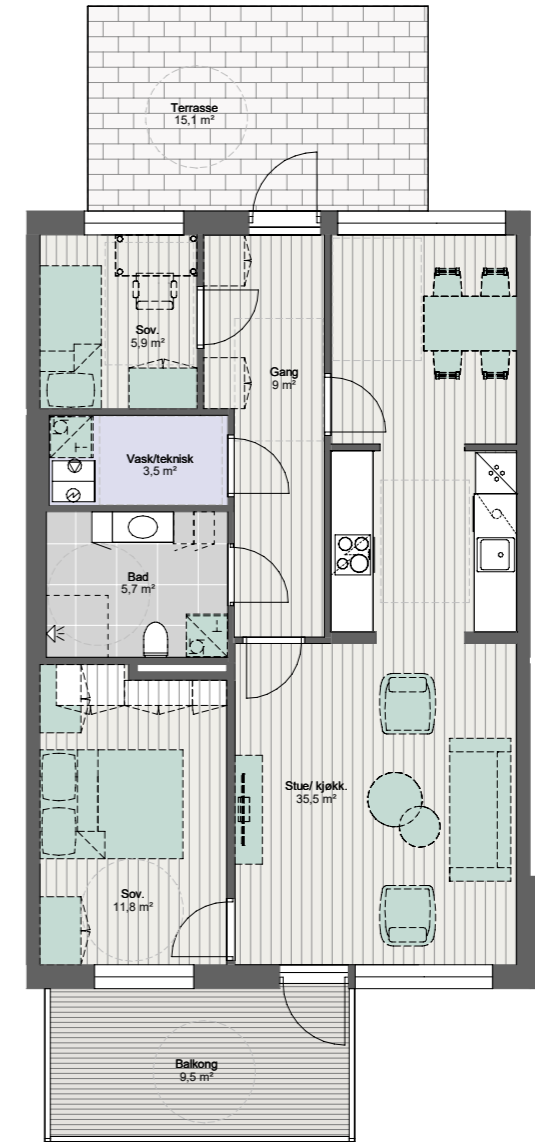 Terrasse
15,1 m²
Sov.
5,9 m²
Gang
9 m²
Vask/teknisk
3,5 m²
Bad
5,7 m²
Stue/ kjøkk.
35,5 m²
Sov.
11,8 m²
Balkong
9,5 m²